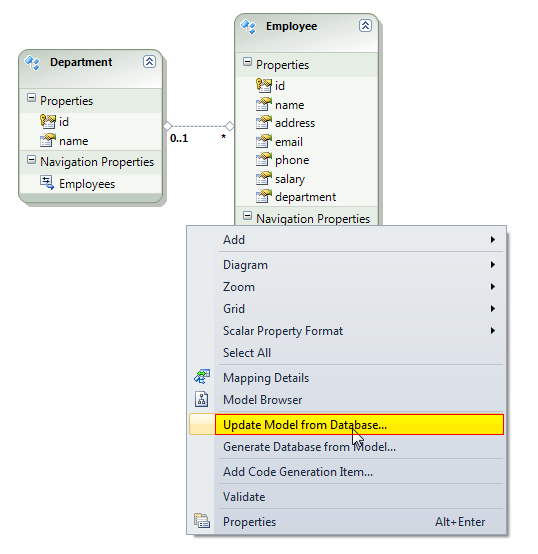 Department
Properties
id
name
Navigation Properties
Employees
0..1
*
Employee
Properties
id
name
address
email
phone
salary
department
Navigation Properties
Add
Diagram
Zoom
Grid
Scalar Property Format
Select All
Mapping Details
Model Browser
Update Model from Database...
Generate Database from Model...
Add Code Generation Item...
Validate
Properties Alt+Enter